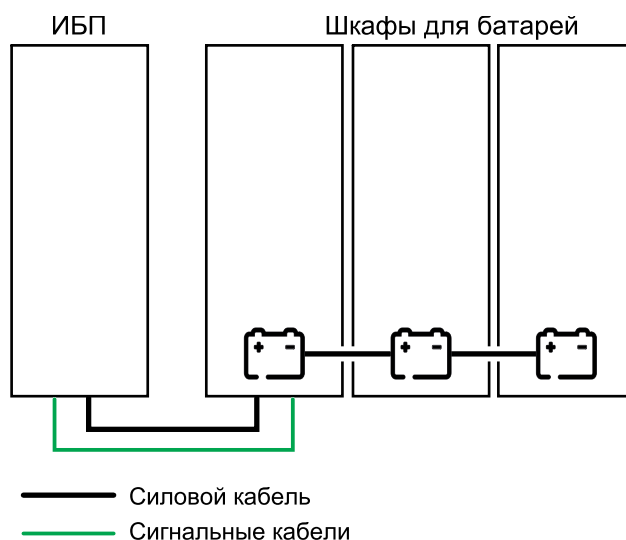 ИБП
Шкафы для батарей
Силовой кабель
Сигнальные кабели